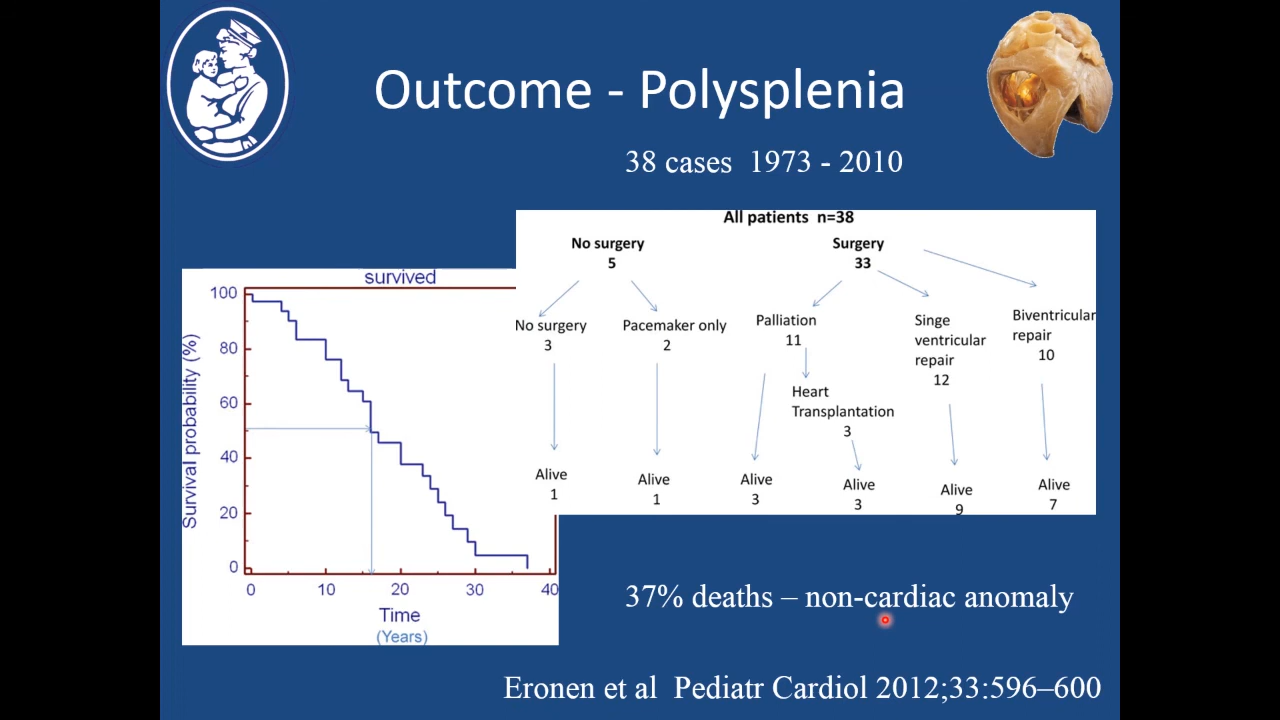 Outcome - Polysplenia
38 cases 1973 - 2010
All patients n=38
No surgery
5
Surgery
33
No surgery
3
Pacemaker only
2
Palliation
11
Heart
Transplantation
3
Singe
ventricular
repair
12
Biventricular
repair
10
Alive
1
Alive
1
Alive
3
Alive
3
Alive
9
Alive
7
survived
Survival probability (%)
100
80
60
40
20
0
0 10 20 30 40
Time
(Years)
37% deaths – non-cardiac anomaly
Eronen et al Pediatr Cardiol 2012;33:596–600